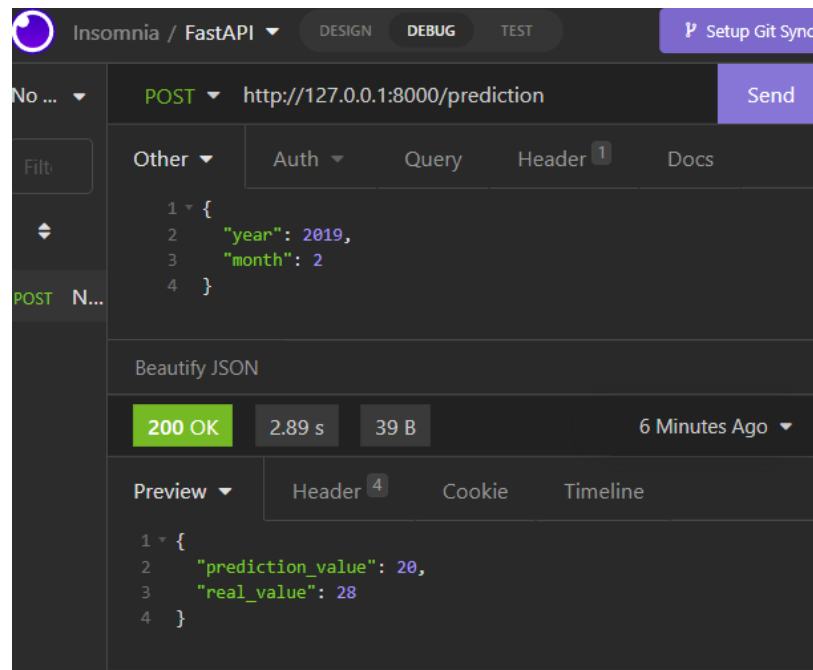 Insomnia / FastAPI DESIGN DEBUG TEST Setup Git Sync
No ... POST http://127.0.0.1:8000/prediction Send
Other Auth Query Header 1 Docs
1 {
2 "year": 2019,
3 "month": 2
4 }
POST N...
Beautify JSON
200 OK 2.89 s 39 B 6 Minutes Ago
Preview Header 4 Cookie Timeline
1 {
2 "prediction_value": 20,
3 "real_value": 28
4 }